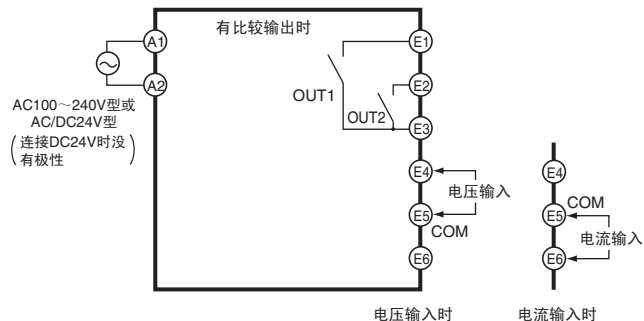 有比较输出时
A1
A2
AC100～240V型或
AC/DC24V型
（连接DC24V时没
有极性）
OUT1
OUT2
E1
E2
E3
E4
E5
COM
E6
电压输入
电压输入时
E4
E5
COM
E6
电流输入
电流输入时